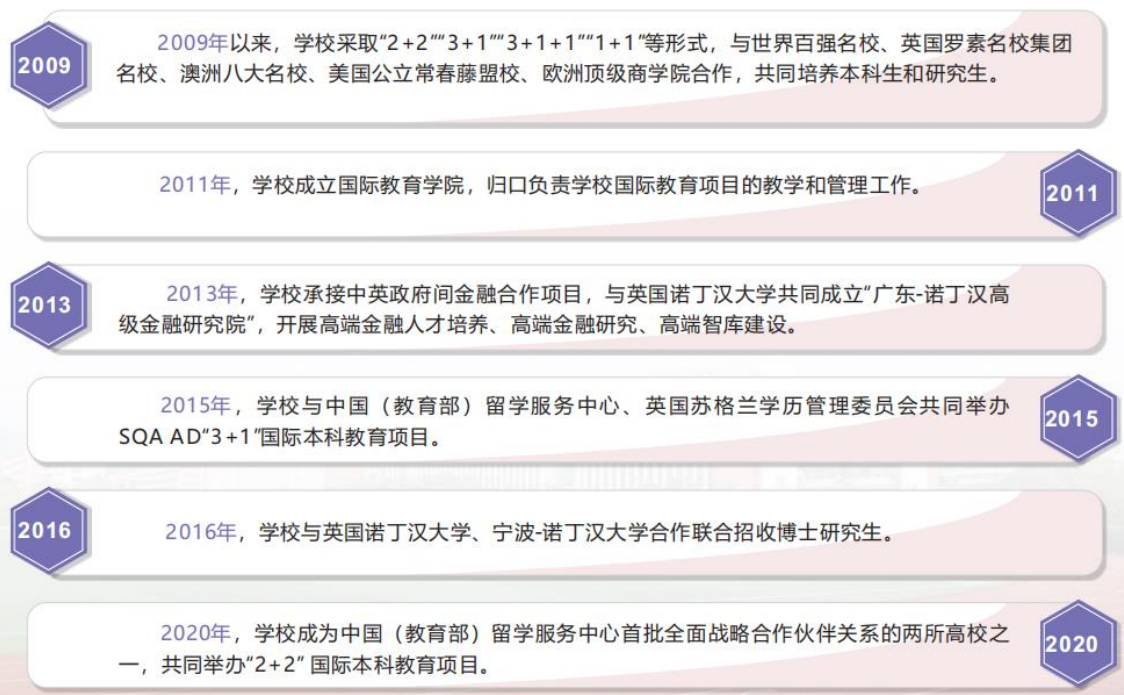 2009
2009年以来，学校采取“2+2”“3+1”“3+1+1”“1+1”等形式，与世界百强名校、英国罗素名校集团
名校、澳洲八大名校、美国公立常春藤盟校、欧洲顶级商学院合作，共同培养本科生和研究生。
2011年，学校成立国际教育学院，归口负责学校国际教育项目的教学和管理工作。
2011
2013
2013年，学校承接中英政府间金融合作项目，与英国诺丁汉大学共同成立“广东-诺丁汉高
级金融研究院”，开展高端金融人才培养、高端金融研究、高端智库建设。
2015年，学校与中国（教育部）留学服务中心、英国苏格兰学历管理委员会共同举办
SQA AD“3+1”国际本科教育项目。
2015
2016
2016年，学校与英国诺丁汉大学、宁波-诺丁汉大学合作联合招收博士研究生。
2020年，学校成为中国（教育部）留学服务中心首批全面战略合作伙伴关系的两所高校之
一，共同举办“2+2” 国际本科教育项目。
2020